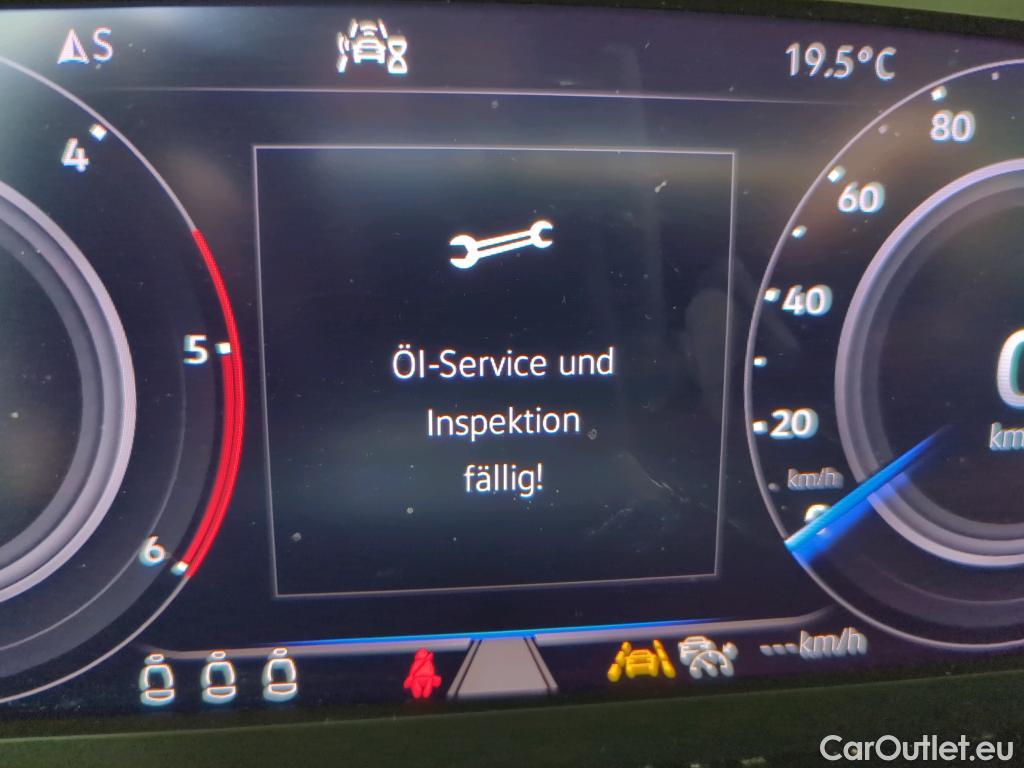 S
19.5°C
4
5
6
Öl-Service und
Inspektion
fällig!
80
60
40
20
km/h
---km/h
CarOutlet.eu